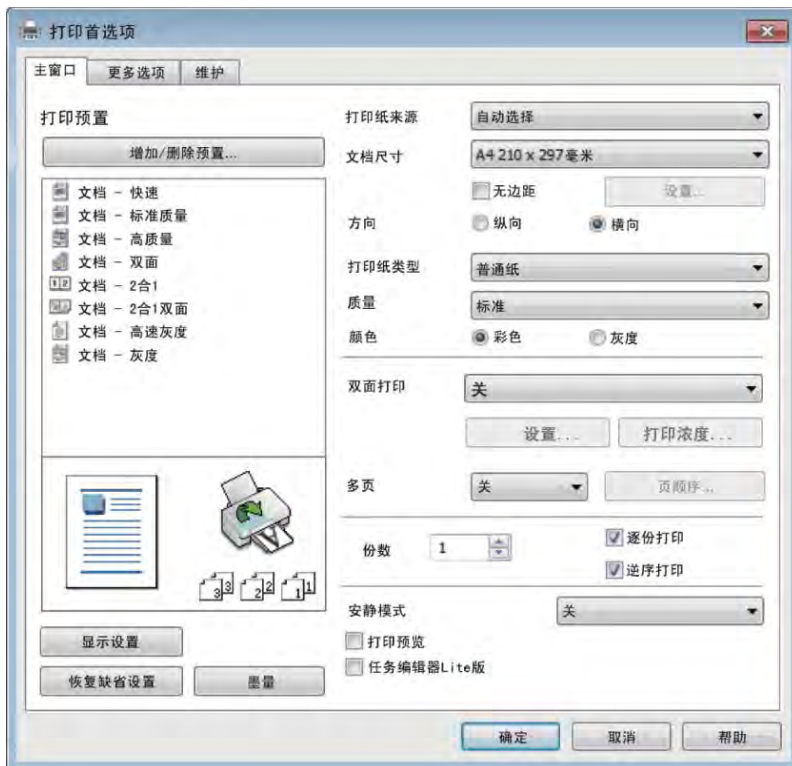 打印首选项
主窗口 更多选项 维护
打印预置
增加/删除预置...
文档 - 快速
文档 - 标准质量
文档 - 高质量
文档 - 双面
1 2 文档 - 2合1
文档 - 2合1双面
文档 - 高速灰度
文档 - 灰度
3 3 2 2 1 1
显示设置
恢复缺省设置 墨量
打印纸来源 自动选择
文档尺寸 A4 210 x 297毫米
无边距 设置...
方向 纵向 横向
打印纸类型 普通纸
质量 标准
颜色 彩色 灰度
双面打印 关
设置... 打印浓度...
多页 关 页顺序...
份数 1 逐份打印
逆序打印
安静模式 关
打印预览
任务编辑器Lite版
确定 取消 帮助